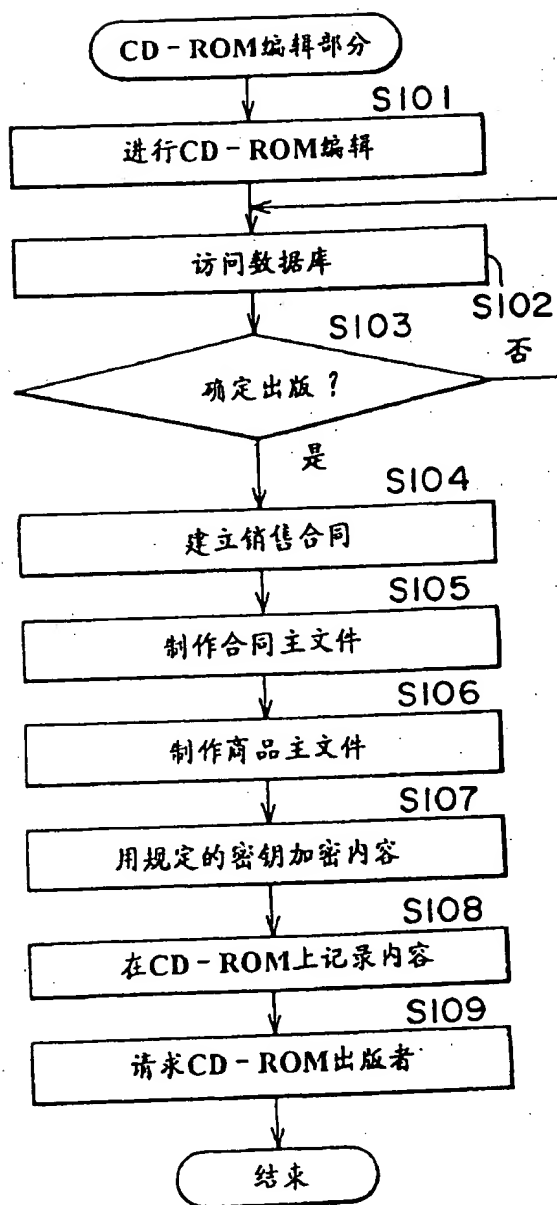 CD-ROM编辑部分
S101
进行CD-ROM编辑
访问数据库
S102
S103
否
确定出版?
是
S104
建立销售合同
S105
制作合同主文件
S106
制作商品主文件
S107
用规定的密钥加密内容
S108
在CD-ROM上记录内容
S109
请求CD-ROM出版者
结束